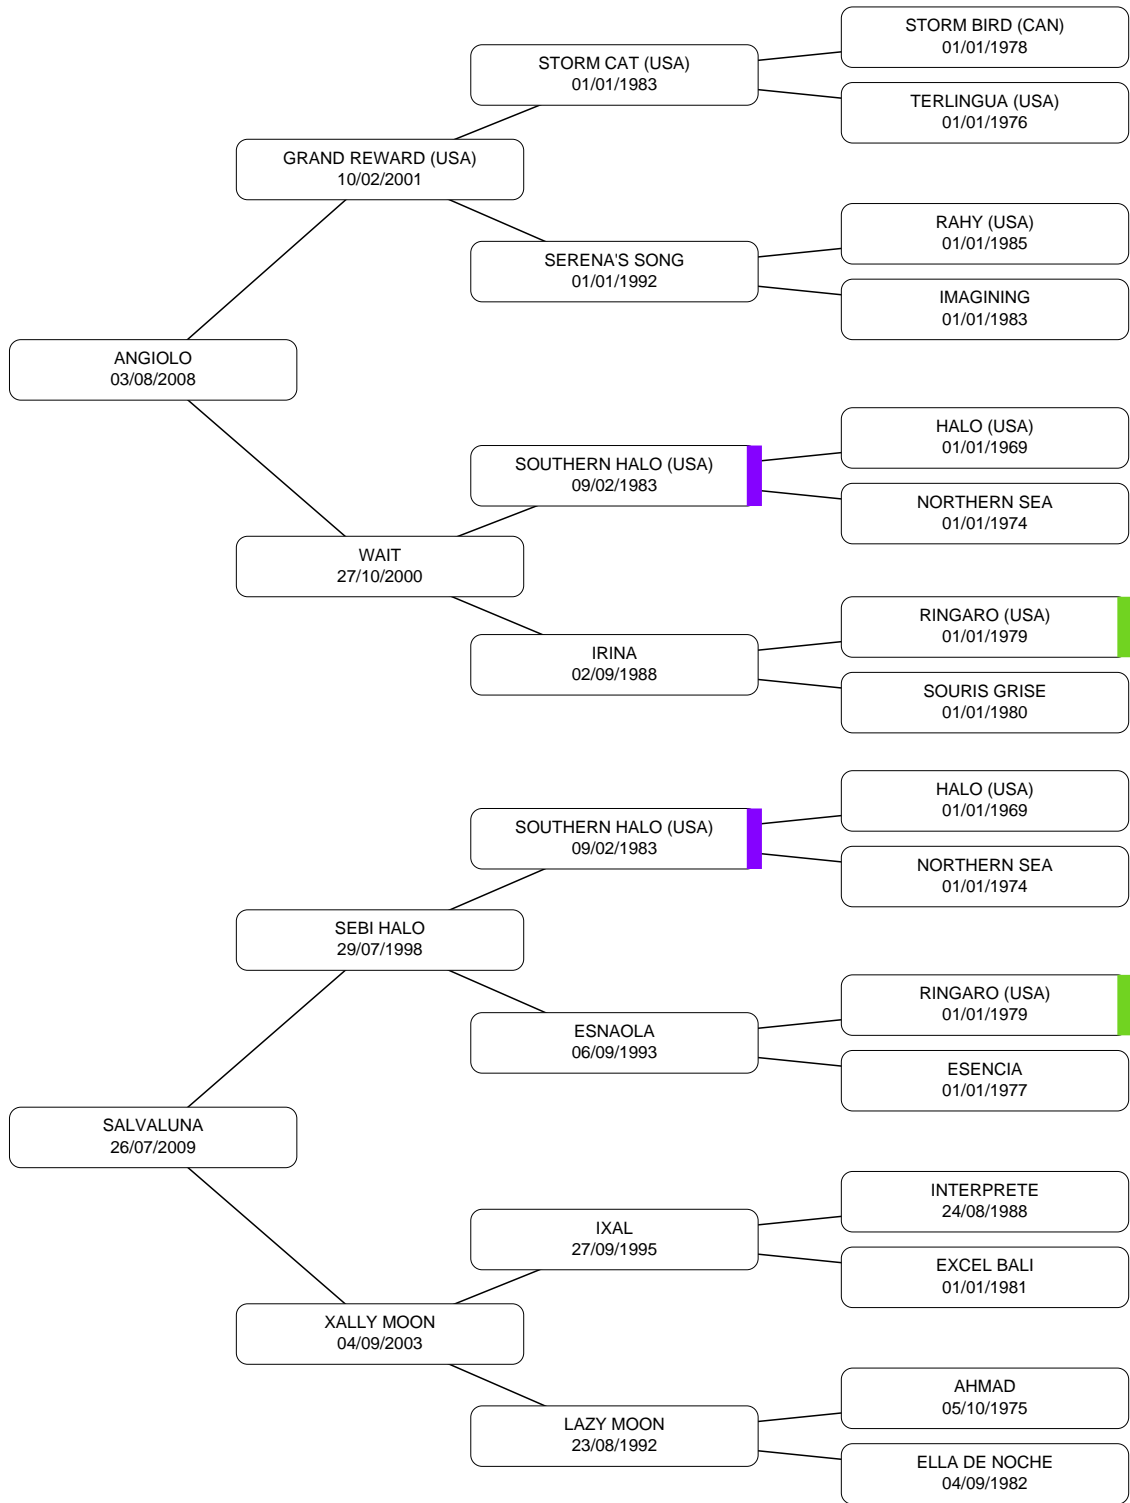 STORM BIRD (CAN)
01/01/1978
STORM CAT (USA)
01/01/1983
TERLINGUA (USA)
01/01/1976
GRAND REWARD (USA)
10/02/2001
RAHY (USA)
01/01/1985
SERENA'S SONG
01/01/1992
IMAGINING
01/01/1983
ANGIOLO
03/08/2008
HALO (USA)
01/01/1969
SOUTHERN HALO (USA)
09/02/1983
NORTHERN SEA
01/01/1974
WAIT
27/10/2000
RINGARO (USA)
01/01/1979
IRINA
02/09/1988
SOURIS GRISE
01/01/1980
HALO (USA)
01/01/1969
SOUTHERN HALO (USA)
09/02/1983
NORTHERN SEA
01/01/1974
SEBI HALO
29/07/1998
RINGARO (USA)
01/01/1979
ESNAOLA
06/09/1993
ESENCIA
01/01/1977
SALVALUNA
26/07/2009
INTERPRETE
24/08/1988
IXAL
27/09/1995
EXCEL BALI
01/01/1981
XALLY MOON
04/09/2003
AHMAD
05/10/1975
LAZY MOON
23/08/1992
ELLA DE NOCHE
04/09/1982